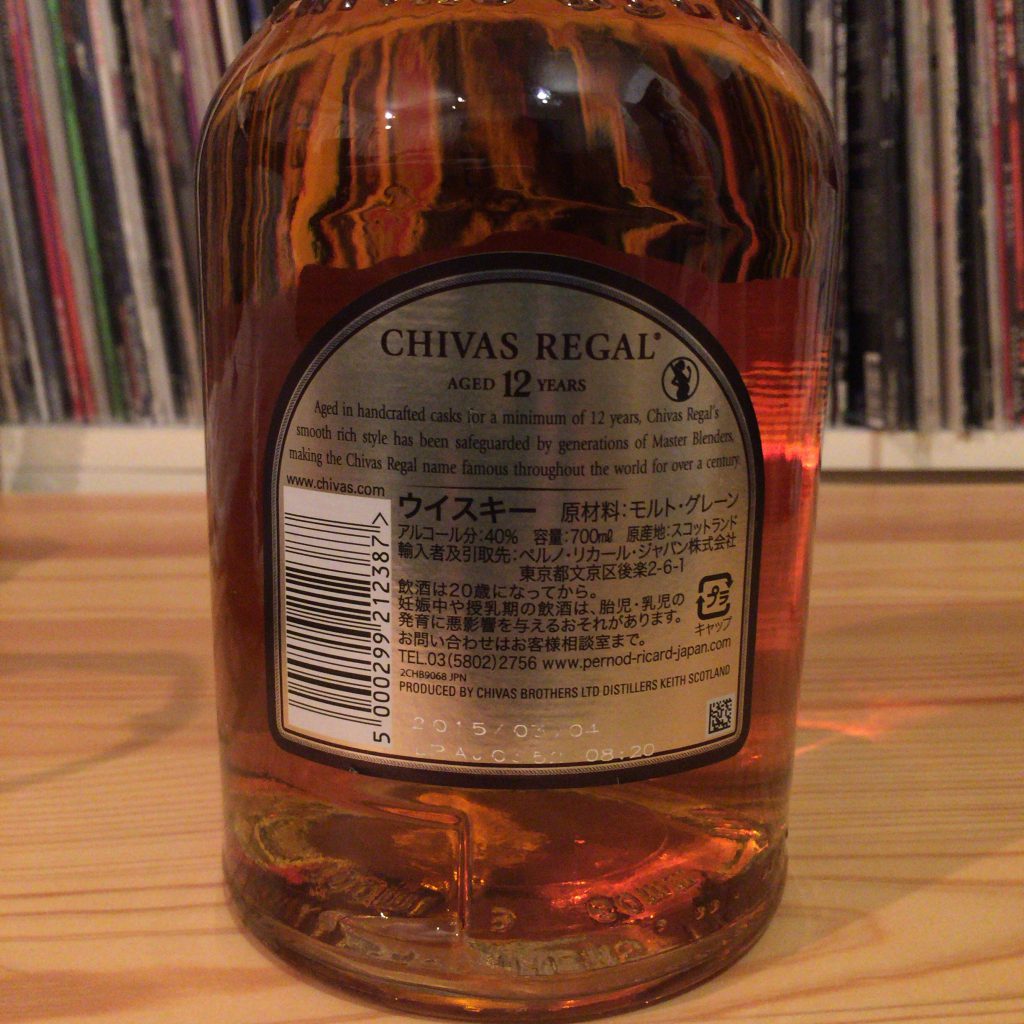 CHIVAS REGAL®
AGED 12 YEARS
Aged in handcrafted casks for a minimum of 12 years, Chivas Regal's
smooth rich style has been safeguarded by generations of Master Blenders,
making the Chivas Regal name famous throughout the world for over a century.
www.chivas.com
5 000299 212387 >
ウイスキー 原材料:モルト・グレーン
アルコール分:40% 容量:700mℓ 原産地:スコットランド
輸入者及引取先:ペルノ・リカール・ジャパン株式会社
東京都文京区後楽2-6-1
飲酒は20歳になってから。
妊娠中や授乳期の飲酒は、胎児・乳児の
発育に悪影響を与えるおそれがあります。
お問い合わせはお客様相談室まで。
プラ
キャップ
TEL.03(5802)2756 www.pernod-ricard-japan.com
2CHB9068 JPN
PRODUCED BY CHIVAS BROTHERS LTD DISTILLERS KEITH SCOTLAND
2015/03/04
08:20